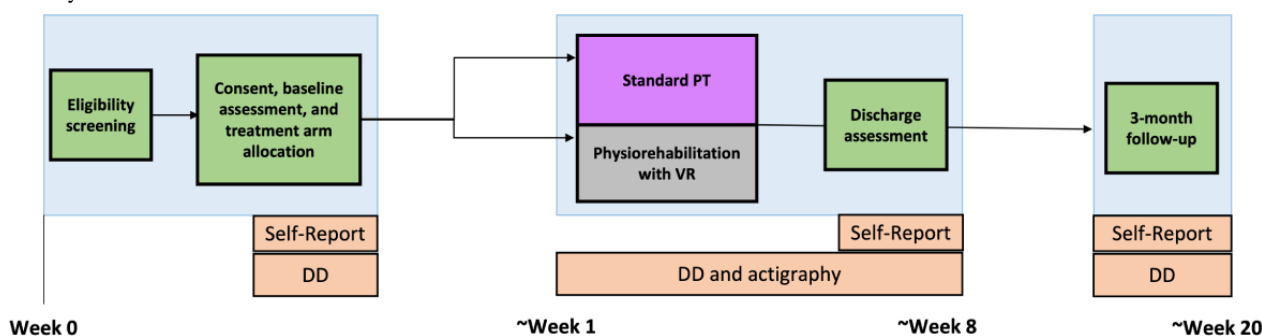 Eligibility
screening
Consent, baseline
assessment, and
treatment arm
allocation
Standard PT
Physiorehabilitation
with VR
Discharge
assessment
3-month
follow-up
Self-Report
DD
Self-Report
DD and actigraphy
Self-Report
DD
Week 0
~Week 1
~Week 8
~Week 20